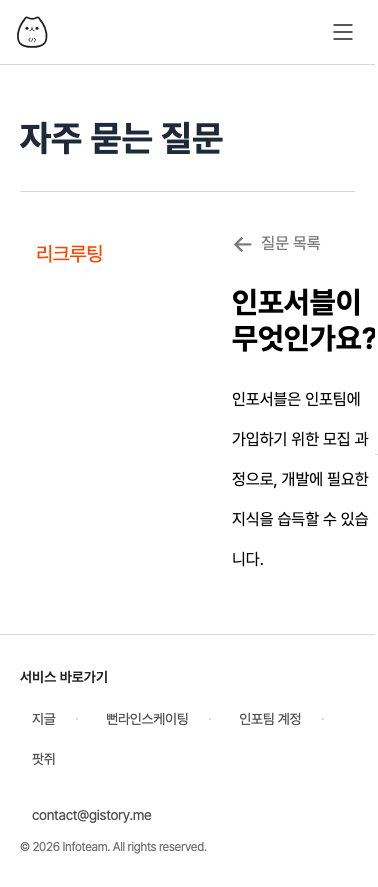 자주 묻는 질문
리크루팅
← 질문 목록
인포서블이
무엇인가요?
인포서블은 인포팀에
가입하기 위한 모집 과
정으로, 개발에 필요한
지식을 습득할 수 있습
니다.
서비스 바로가기
지글 · 뻔라인스케이팅 · 인포팀 계정 ·
팟쥐
contact@gistory.me
© 2026 Infoteam. All rights reserved.